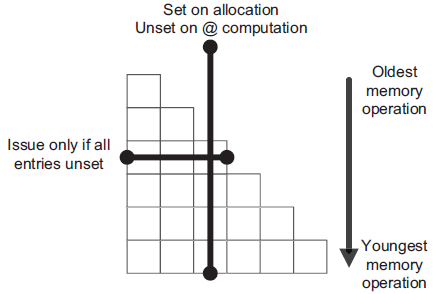 Set on allocation
Unset on @ computation
Oldest
memory
operation
Issue only if all
entries unset
Youngest
memory
operation